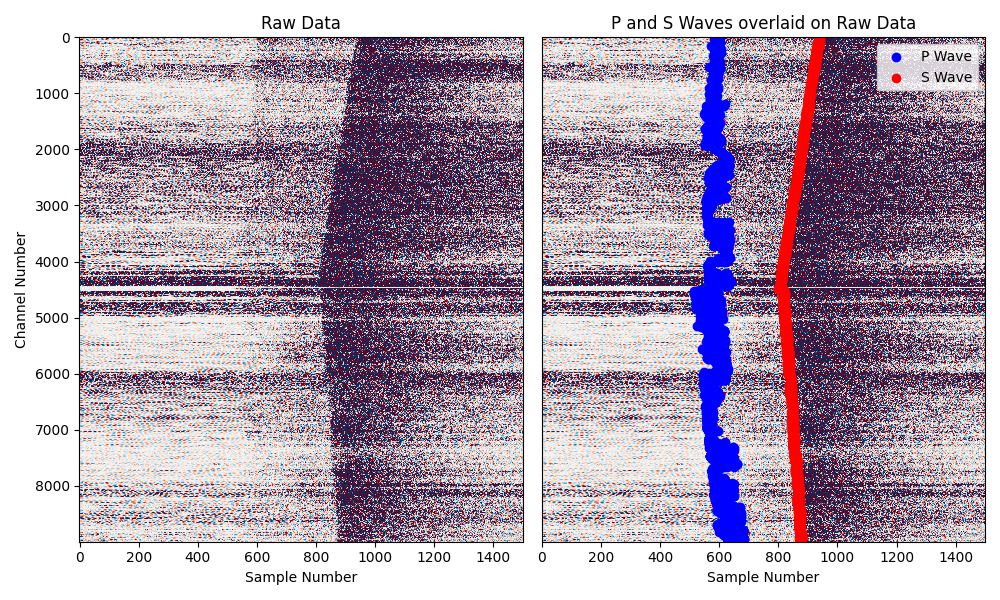 Raw Data
P and S Waves overlaid on Raw Data
Channel Number
0
1000
2000
3000
4000
5000
6000
7000
8000
0 200 400 600 800 1000 1200 1400
Sample Number
P Wave
S Wave
0 200 400 600 800 1000 1200 1400
Sample Number